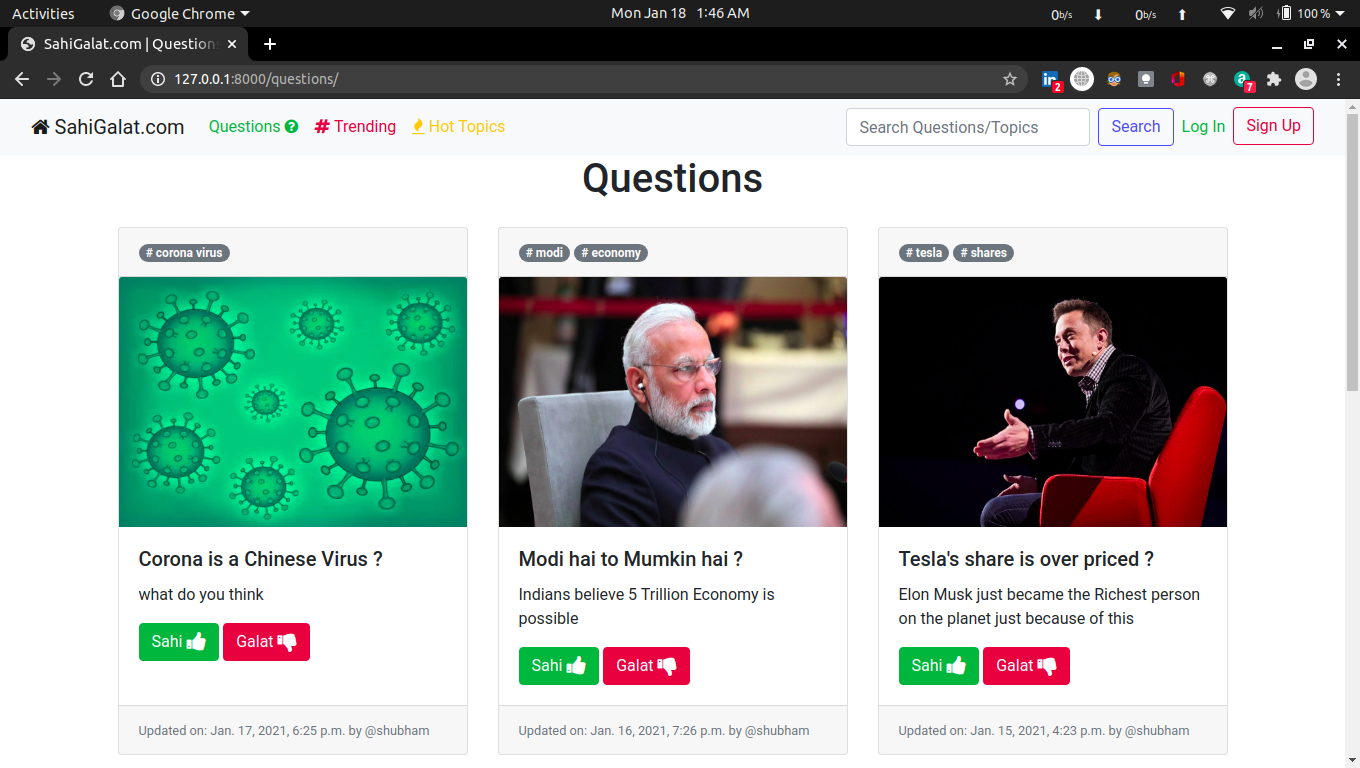 Activities Google Chrome Mon Jan 18 1:46 AM 0b/s 0b/s 100 %
SahiGalat.com | Question
127.0.0.1:8000/questions/ 2 7
SahiGalat.com Questions # Trending Hot Topics Search Questions/Topics Search Log In Sign Up
Questions
# corona virus
Corona is a Chinese Virus ?
what do you think
Sahi Galat
Updated on: Jan. 17, 2021, 6:25 p.m. by @shubham
# modi # economy
Modi hai to Mumkin hai ?
Indians believe 5 Trillion Economy is
possible
Sahi Galat
Updated on: Jan. 16, 2021, 7:26 p.m. by @shubham
# tesla # shares
Tesla's share is over priced ?
Elon Musk just became the Richest person
on the planet just because of this
Sahi Galat
Updated on: Jan. 15, 2021, 4:23 p.m. by @shubham